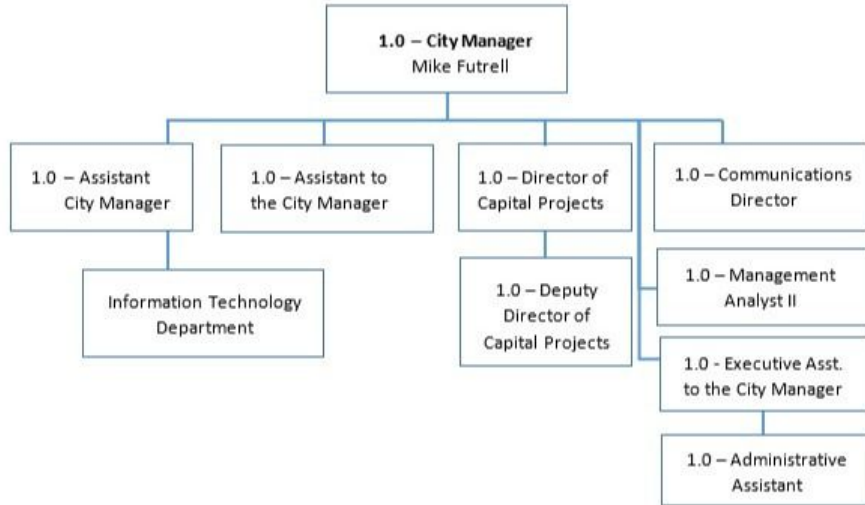 1.0 – City Manager
Mike Futrell
1.0 – Assistant
City Manager
1.0 – Assistant to
the City Manager
1.0 – Director of
Capital Projects
1.0 – Communications
Director
Information Technology
Department
1.0 – Deputy
Director of
Capital Projects
1.0 – Management
Analyst II
1.0 - Executive Asst.
to the City Manager
1.0 – Administrative
Assistant